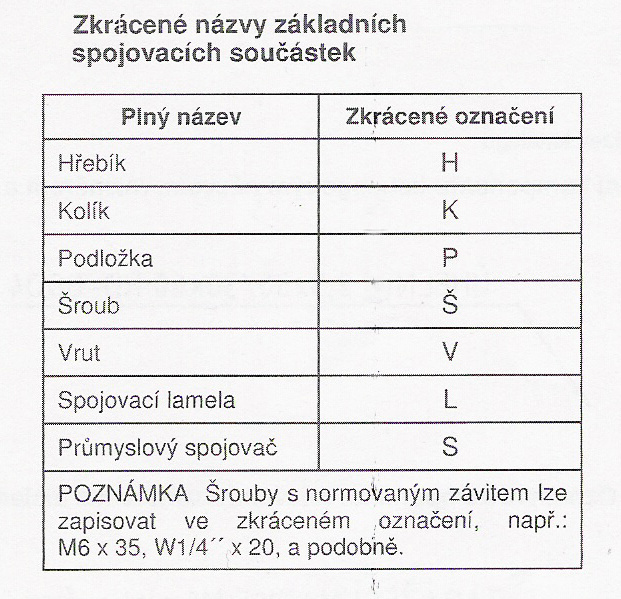 Zkrácené názvy základních
spojovacích součástek
Plný název Zkrácené označení
Hřebík H
Kolík K
Podložka P
Šroub Š
Vrut V
Spojovací lamela L
Průmyslový spojovač S
POZNÁMKA Šrouby s normovaným závitem lze
zapisovat ve zkráceném označení, např.:
M6 x 35, W1/4´´ x 20, a podobně.